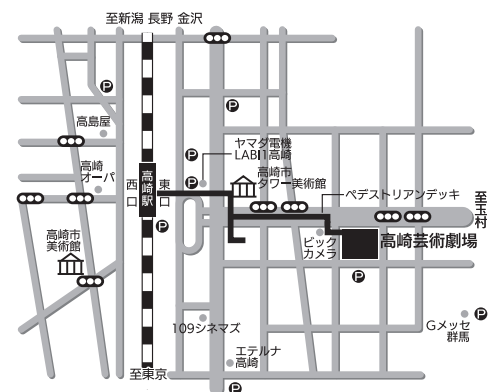 至新潟 長野 金沢
P
P
高島屋
P
ヤマダ電機
LABI1高崎
高崎
オーパ
西口
高崎駅
東口
P
高崎市
タワー美術館
ペデストリアンデッキ
至玉村
高崎市
美術館
P
ビック
カメラ
高崎芸術劇場
P
109シネマズ
Gメッセ
群馬
P
エテルナ
高崎
至東京
P